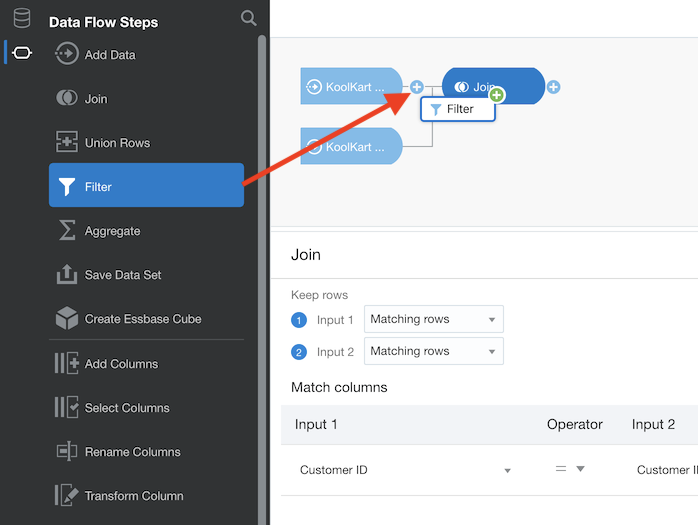 Data Flow Steps
Add Data
Join
Union Rows
Filter
Aggregate
Save Data Set
Create Essbase Cube
Add Columns
Select Columns
Rename Columns
Transform Column
KoolKart ...
Join
Filter
KoolKart ...
Join
Keep rows
1 Input 1 Matching rows
2 Input 2 Matching rows
Match columns
Input 1 Operator Input 2
Customer ID = Customer